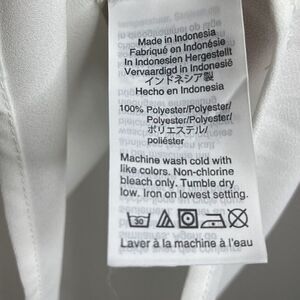 Made in Indonesia
Fabriqué en Indonésie
In Indonesien Hergestellt
Vervaardigd in Indonesië
インドネシア製
Hecho en Indonesia
100% Polyester/Polyester/
Polyester/Polyester/
ポリエステル/
poliéster
Machine wash cold with
like colors. Non-chlorine
bleach only. Tumble dry
low. Iron on lowest setting.
30
Laver à la machine à l'eau